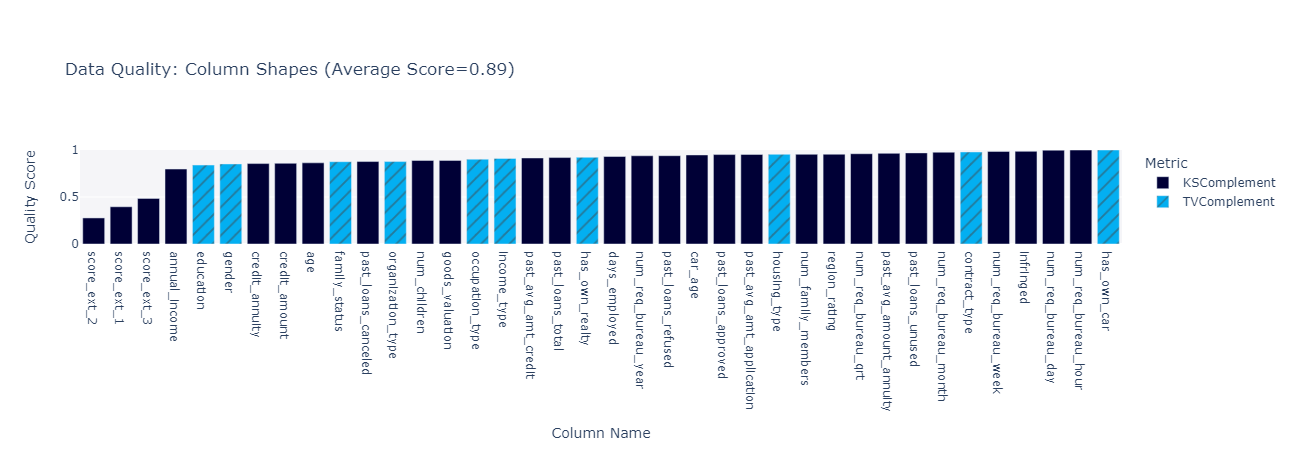 Data Quality: Column Shapes (Average Score=0.89)
Quality Score
1
0.5
0
score_ext_2
score_ext_1
score_ext_3
annual_income
education
gender
credit_annuity
credit_amount
age
family_status
past_loans_canceled
organization_type
num_children
goods_valuation
occupation_type
income_type
past_avg_amt_credit
past_loans_total
has_own_realty
days_employed
num_req_bureau_year
past_loans_refused
car_age
past_loans_approved
past_avg_amt_application
housing_type
num_family_members
region_rating
num_req_bureau_qrt
past_avg_amount_annuity
past_loans_unused
num_req_bureau_month
contract_type
num_req_bureau_week
infringed
num_req_bureau_day
num_req_bureau_hour
has_own_car
Column Name
Metric
KSComplement
TVComplement